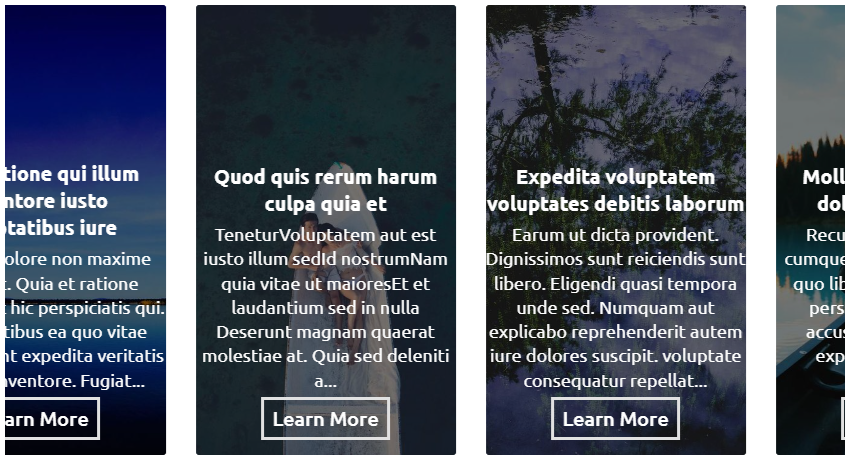 tione qui illum
ntore iusto
ptatibus iure
olore non maxime
t. Quia et ratione
t hic perspiciatis qui.
tibus ea quo vitae
nt expedita veritatis
aventore. Fugiat...
arn More
Quod quis rerum harum
culpa quia et
TeneturVoluptatem aut est
iusto illum sedId nostrumNam
quia vitae ut maioresEt et
laudantium sed in nulla
Deserunt magnam quaerat
molestiae at. Quia sed deleniti
a...
Learn More
Expedita voluptatem
voluptates debitis laborum
Earum ut dicta provident.
Dignissimos sunt reiciendis sunt
libero. Eligendi quasi tempora
unde sed. Numquam aut
explicabo reprehenderit autem
iure dolores suscipit. voluptate
consequatur repellat...
Learn More
Moll
dol
Recu
cumque
quo lib
pers
accus
exp